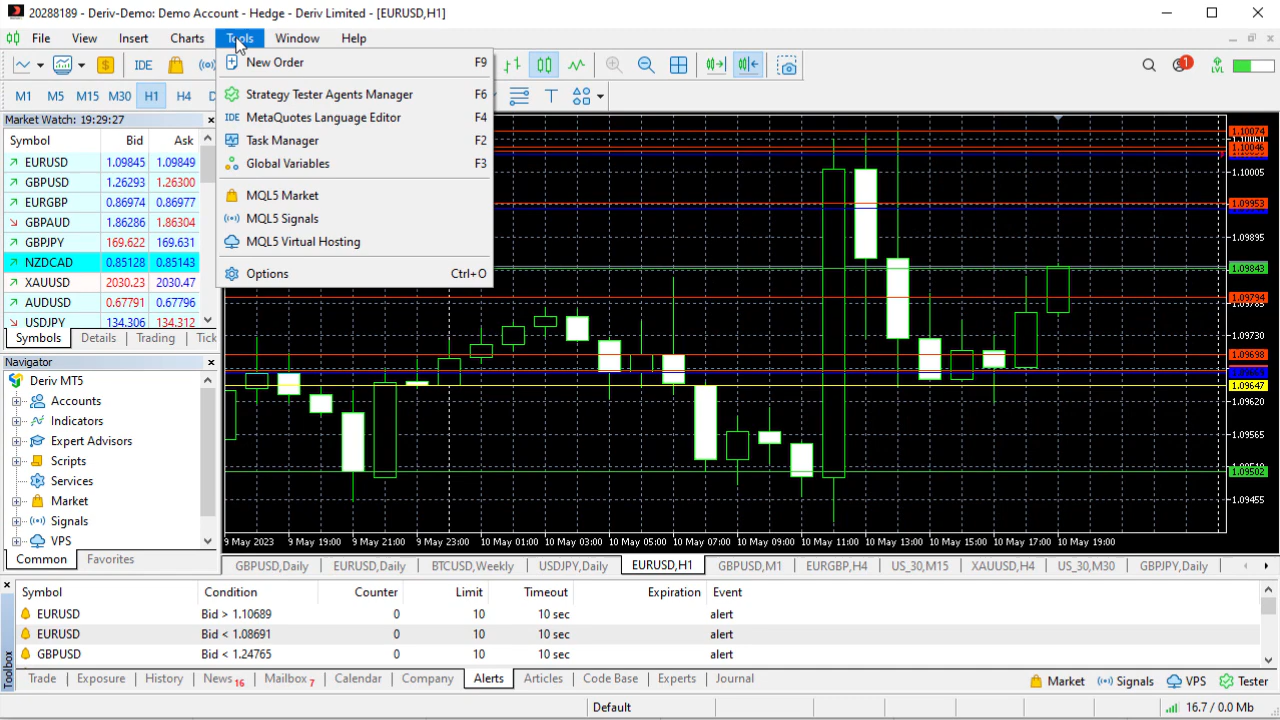 20288189 - Deriv-Demo: Demo Account - Hedge - Deriv Limited - [EURUSD,H1]
File View Insert Charts Tools Window Help
IDE 1 LVL
M1 M5 M15 M30 H1 H4 D
New Order F9
Strategy Tester Agents Manager F6
IDE MetaQuotes Language Editor F4
Task Manager F2
Global Variables F3
MQL5 Market
MQL5 Signals
MQL5 Virtual Hosting
Options Ctrl+O
Market Watch: 19:29:27
Symbol Bid Ask
EURUSD 1.09845 1.09849
GBPUSD 1.26293 1.26300
EURGBP 0.86974 0.86977
GBPAUD 1.86286 1.86304
GBPJPY 169.622 169.631
NZDCAD 0.85128 0.85143
XAUUSD 2030.23 2030.47
AUDUSD 0.67791 0.67796
USDJPY 134.306 134.312
Symbols Details Trading Tick
Navigator
Deriv MT5
Accounts
Indicators
Expert Advisors
Scripts
Services
Market
Signals
VPS
Common Favorites
1.10074
1.10046
1.10005
1.09953
1.09895
1.09843
1.09794
1.09730
1.09698
1.09647
1.09620
1.09565
1.09502
1.09455
9 May 2023 9 May 19:00 9 May 21:00 9 May 23:00 10 May 01:00 10 May 03:00 10 May 05:00 10 May 07:00 10 May 09:00 10 May 11:00 10 May 13:00 10 May 15:00 10 May 17:00 10 May 19:00
GBPUSD,Daily EURUSD,Daily BTCUSD,Weekly USDJPY,Daily EURUSD,H1 GBPUSD,M1 EURGBP,H4 US_30,M15 XAUUSD,H4 US_30,M30 GBPJPY,Daily
Symbol Condition Counter Limit Timeout Expiration Event
EURUSD Bid > 1.10689 0 10 10 sec alert
EURUSD Bid < 1.08691 0 10 10 sec alert
GBPUSD Bid < 1.24765 0 10 10 sec alert
Toolbox
Trade Exposure History News 16 Mailbox 7 Calendar Company Alerts Articles Code Base Experts Journal
Market Signals VPS Tester
Default 16.7 / 0.0 Mb